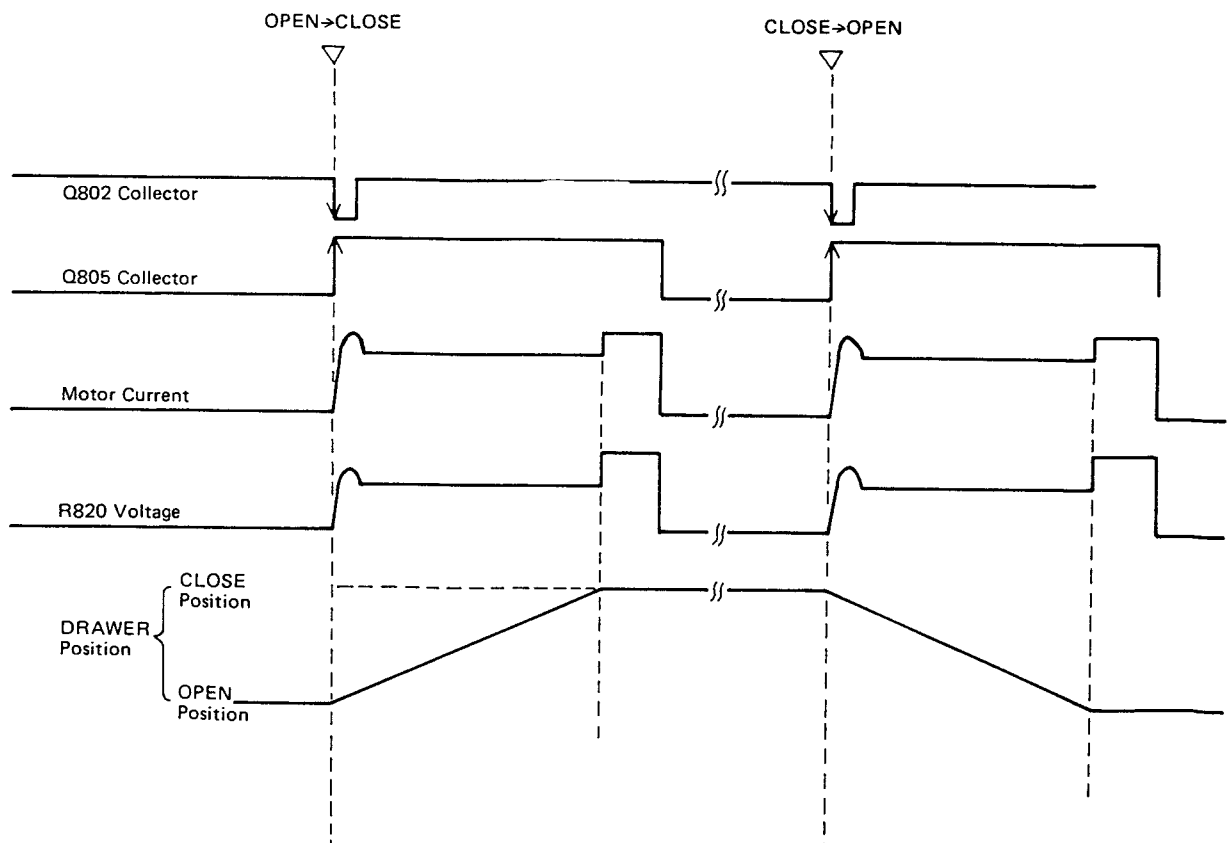 OPEN→CLOSE
CLOSE→OPEN
Q802 Collector
Q805 Collector
Motor Current
R820 Voltage
CLOSE
Position
DRAWER
Position
OPEN
Position